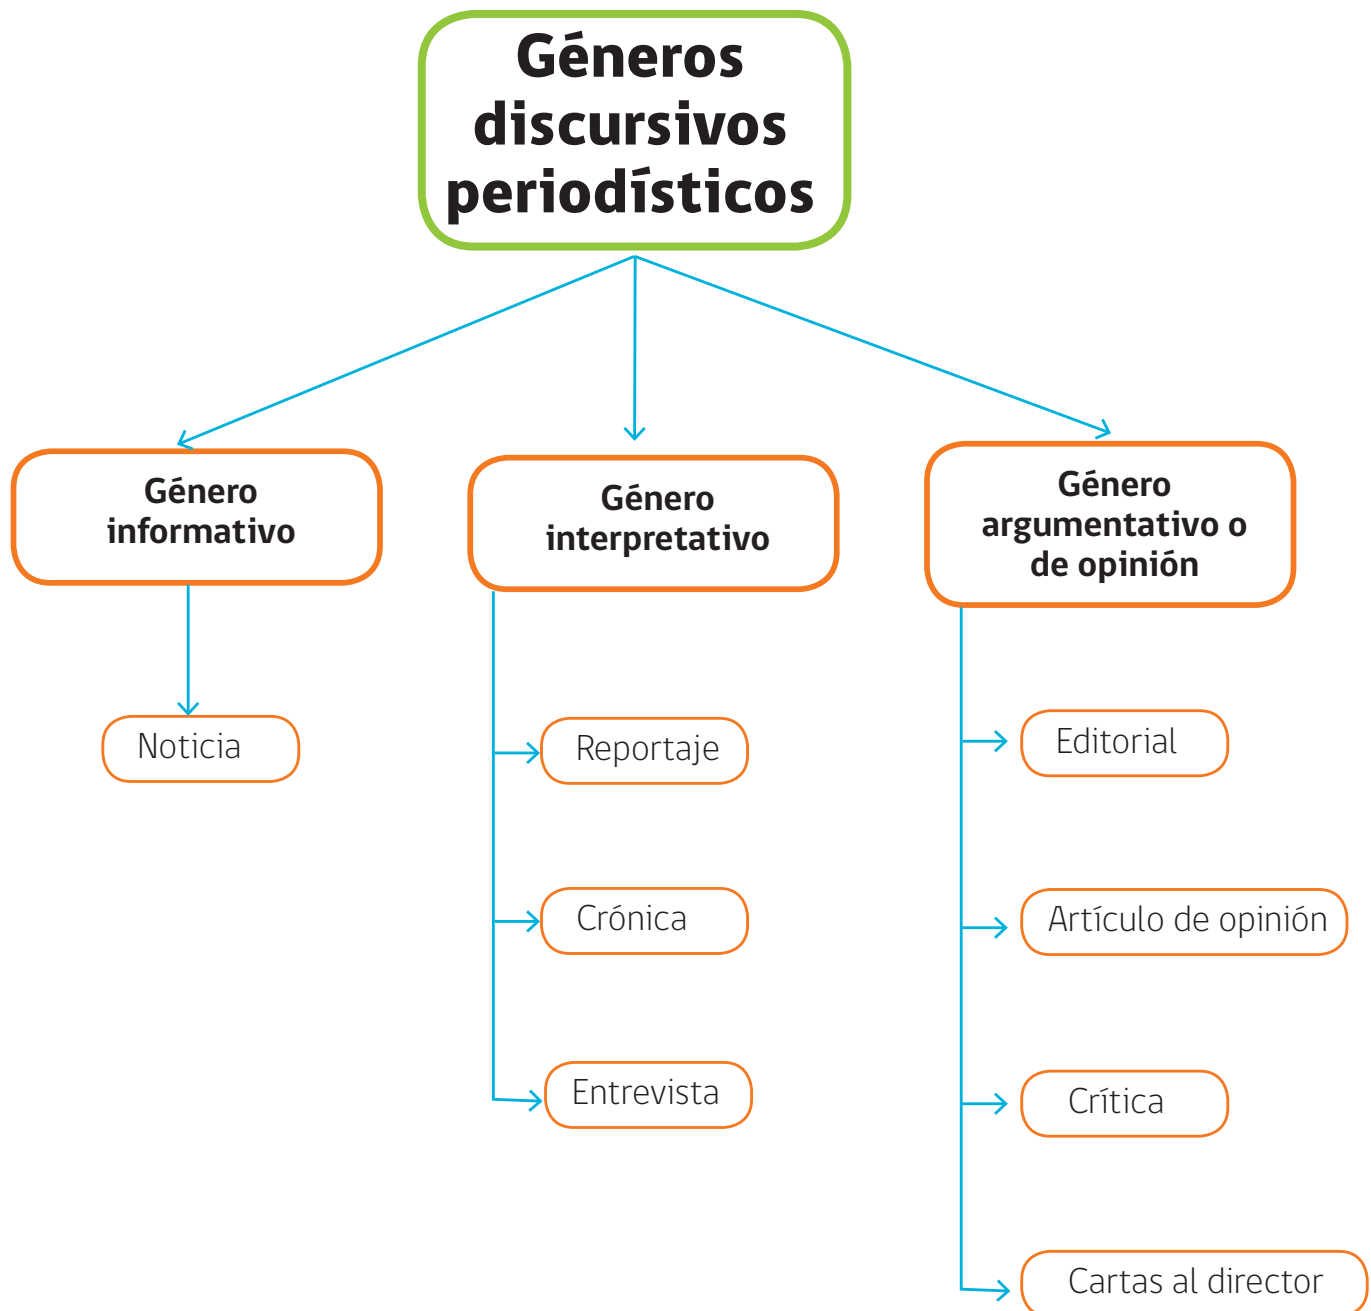 Géneros
discursivos
periodísticos
Género
informativo
Noticia
Género
interpretativo
Reportaje
Crónica
Entrevista
Género
argumentativo o
de opinión
Editorial
Artículo de opinión
Crítica
Cartas al director